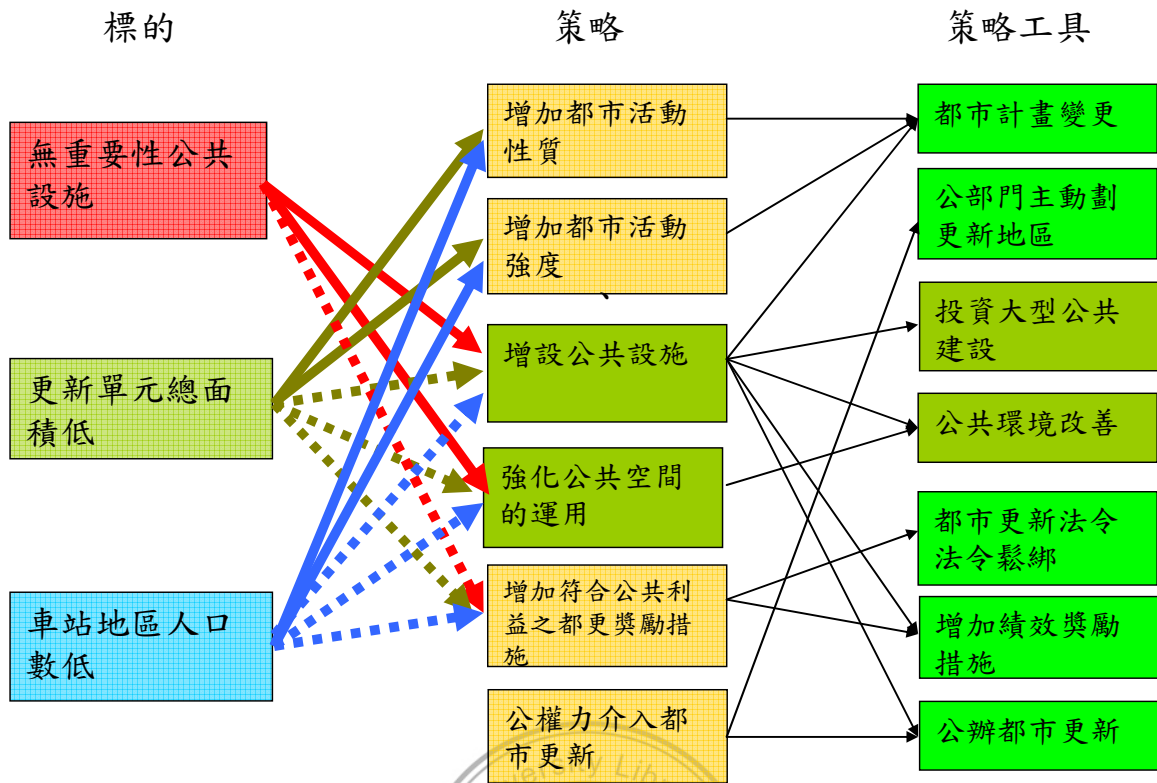 標的
無重要性公共
設施
更新單元總面
積低
車站地區人口
數低
策略
增加都市活動
性質
增加都市活動
強度
、
增設公共設施
強化公共空間
的運用
增加符合公共利
益之都更獎勵措
施
公權力介入都
市更新
策略工具
都市計畫變更
公部門主動劃
更新地區
投資大型公共
建設
公共環境改善
都市更新法令
法令鬆綁
增加績效獎勵
措施
公辦都市更新
versity Libr